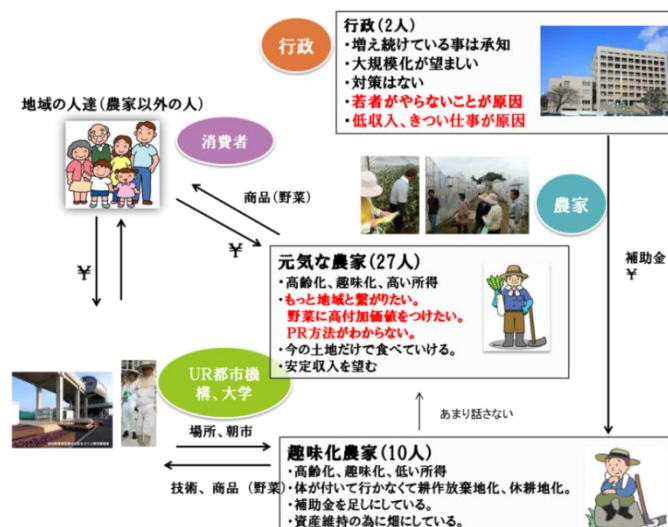 行政
行政(2人)
・増え続けている事は承知
・大規模化が望ましい
・対策はない
・若者がやらないことが原因
・低収入、きつい仕事が原因
地域の人達(農家以外の人)
消費者
商品(野菜)
農家
¥
¥
補助金
¥
元気な農家(27人)
・高齢化、趣味化、高い所得
・もっと地域と繋がりたい。
野菜に高付加価値をつけたい。
PR方法がわからない。
・今の土地だけで食べていける。
・安定収入を望む
UR都市機
構、大学
あまり話さない
場所、朝市
技術、商品(野菜)
趣味化農家(10人)
・高齢化、趣味化、低い所得
・体が付いて行かなくて耕作放棄地化、休耕地化。
・補助金を足しにしている。
・資産維持の為に畑にしている。